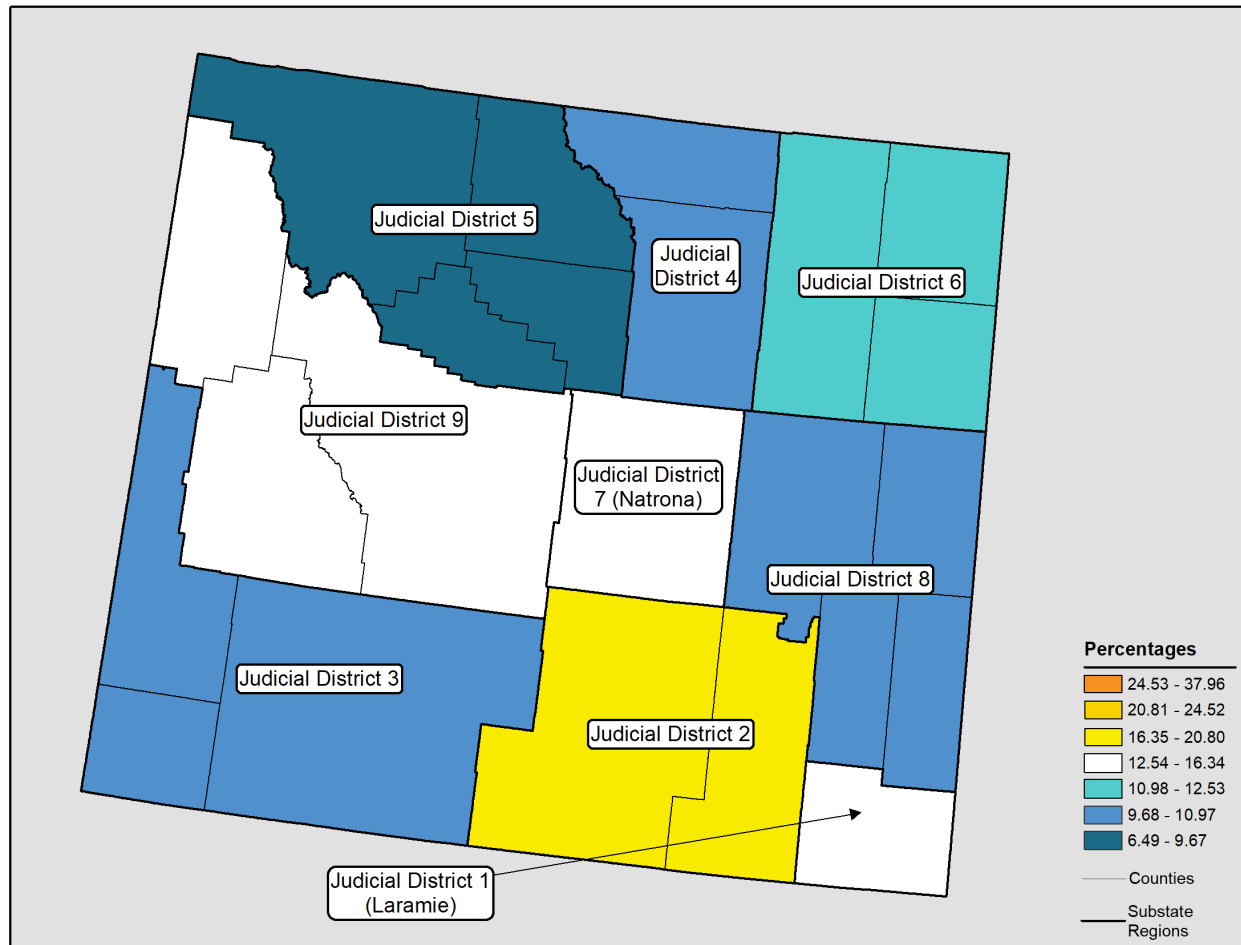 Judicial District 5
Judicial
District 4
Judicial District 6
Judicial District 9
Judicial District
7 (Natrona)
Judicial District 8
Judicial District 3
Judicial District 2
Judicial District 1
(Laramie)
Percentages
24.53 - 37.96
20.81 - 24.52
16.35 - 20.80
12.54 - 16.34
10.98 - 12.53
9.68 - 10.97
6.49 - 9.67
Counties
Substate
Regions